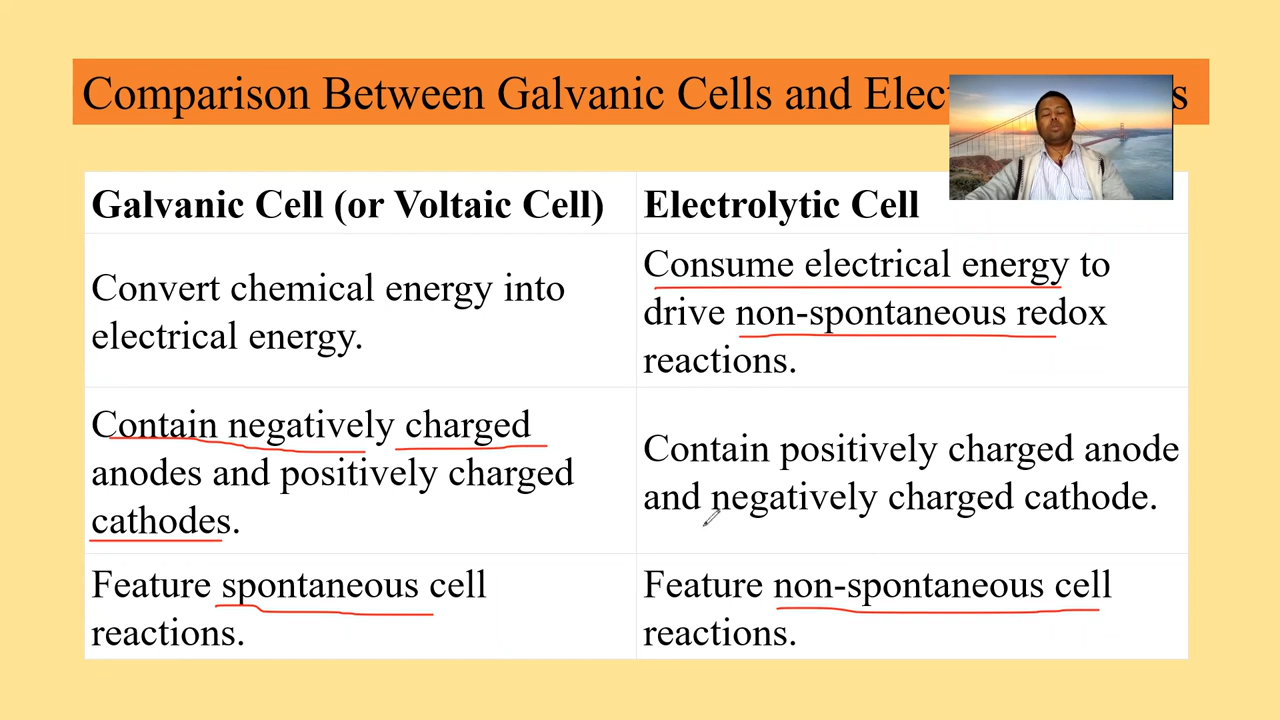 Comparison Between Galvanic Cells and Elec
Galvanic Cell (or Voltaic Cell)
Electrolytic Cell
Convert chemical energy into
electrical energy.
Consume electrical energy to
drive non-spontaneous redox
reactions.
Contain negatively charged
anodes and positively charged
cathodes.
Contain positively charged anode
and negatively charged cathode.
Feature spontaneous cell
reactions.
Feature non-spontaneous cell
reactions.